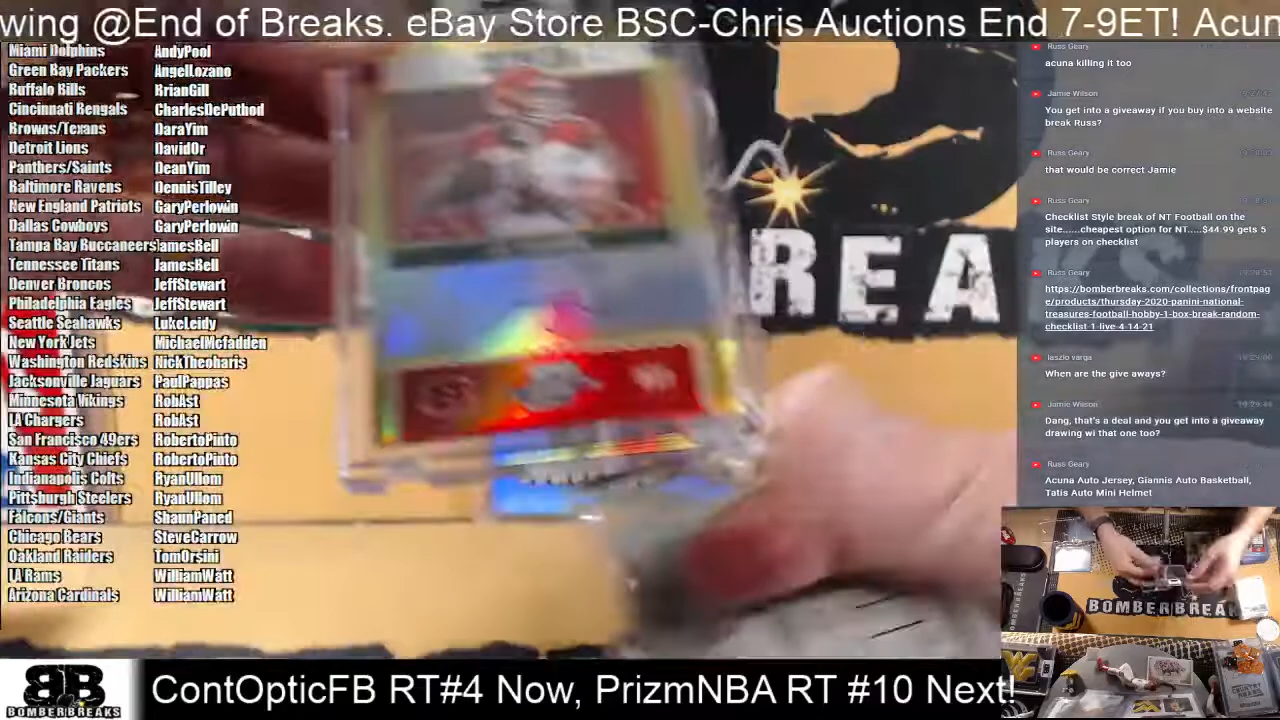 wing @End of Breaks. eBay Store BSC-Chris Auctions End 7-9ET! Acun
Miami Dolphins AndyPool
Green Bay Packers AngelLozano
Buffalo Bills BrianGill
Cincinnati Bengals CharlesDePuthod
Browns/Texans DaraYim
Detroit Lions DavidOr
Panthers/Saints DeanYim
Baltimore Ravens DennisTilley
New England Patriots GaryPerlowin
Dallas Cowboys GaryPerlowin
Tampa Bay Buccaneers JamesBell
Tennessee Titans JamesBell
Denver Broncos JeffStewart
Philadelphia Eagles JeffStewart
Seattle Seahawks LukeLeidy
New York Jets MichaelMcfadden
Washington Redskins NickTheoharis
Jacksonville Jaguars PaulPappas
Minnesota Vikings RobAst
LA Chargers RobAst
San Francisco 49ers RobertoPinto
Kansas City Chiefs RobertoPinto
Indianapolis Colts RyanUllom
Pittsburgh Steelers RyanUllom
Falcons/Giants ShaunPaned
Chicago Bears SteveCarrow
Oakland Raiders TomOrsini
LA Rams WilliamWatt
Arizona Cardinals WilliamWatt
REA
Russ Geary
acuna killing it too
Jamie Wilson
You get into a giveaway if you buy into a website
break Russ?
Russ Geary
that would be correct Jamie
Russ Geary
Checklist Style break of NT Football on the
site......cheapest option for NT.....$44.99 gets 5
players on checklist
Russ Geary
https://bomberbreaks.com/collections/frontpag
e/products/thursday-2020-panini-national-
treasures-football-hobby-1-box-break-random-
checklist-1-live-4-14-21
laszlo varga
When are the give aways?
Jamie Wilson
Dang, that's a deal and you get into a giveaway
drawing wi that one too?
Russ Geary
Acuna Auto Jersey, Giannis Auto Basketball,
Tatis Auto Mini Helmet
BOMBERBREAK
BOMBERBREAKS
ContOpticFB RT#4 Now, PrizmNBA RT #10 Next!